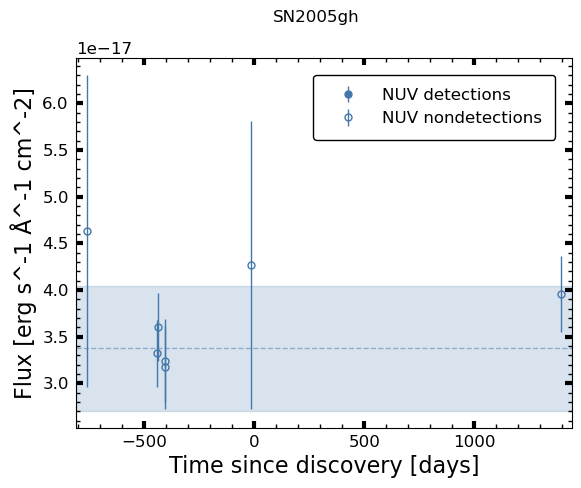 SN2005gh
1e−17
Flux [erg s^-1 Å^-1 cm^-2]
6.0
5.5
5.0
4.5
4.0
3.5
3.0
NUV detections
NUV nondetections
−500
0
500
1000
Time since discovery [days]